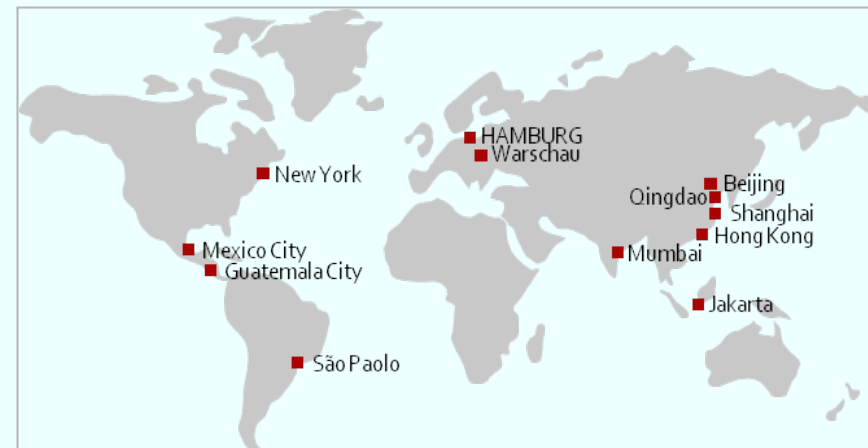 HAMBURG
Warschau
New York
Beijing
Qingdao
Shanghai
Hong Kong
Mexico City
Mumbai
Guatemala City
Jakarta
São Paolo